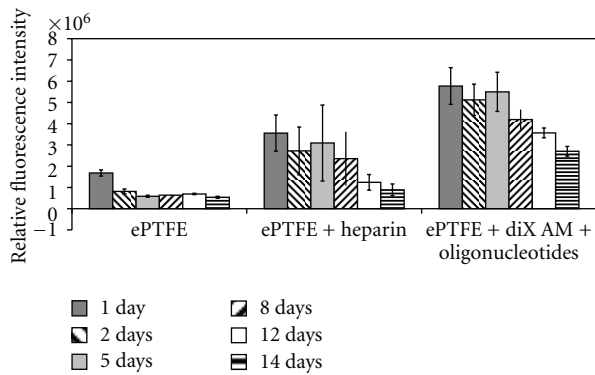 ×10⁶
8
7
6
5
4
3
2
1
0
−1
Relative fluorescence intensity
ePTFE
ePTFE + heparin
ePTFE + diX AM +
oligonucleotides
1 day
2 days
5 days
8 days
12 days
14 days